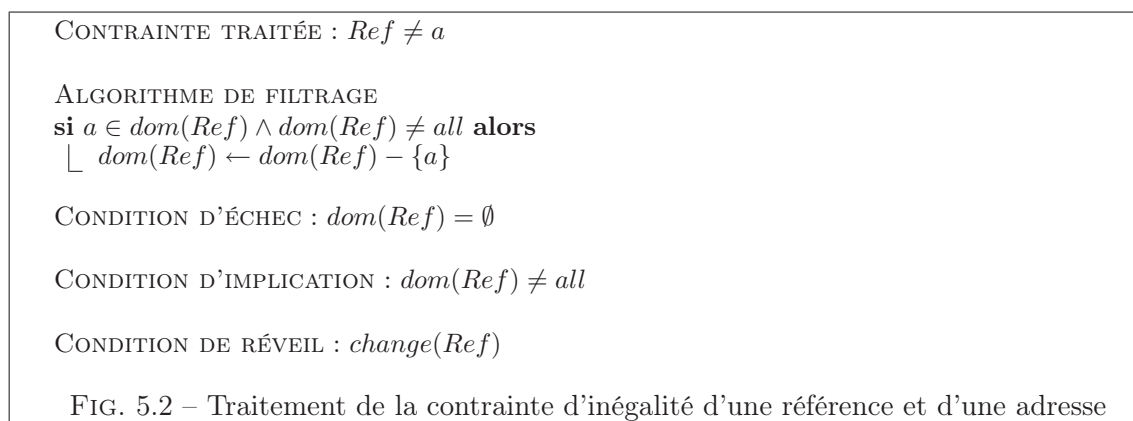 CONTRAINTE TRAITÉE : Ref ≠ a
ALGORITHME DE FILTRAGE
si a ∈ dom(Ref) ∧ dom(Ref) ≠ all alors
dom(Ref) ← dom(Ref) − {a}
CONDITION D'ÉCHEC : dom(Ref) = ∅
CONDITION D'IMPLICATION : dom(Ref) ≠ all
CONDITION DE RÉVEIL : change(Ref)
FIG. 5.2 – Traitement de la contrainte d'inégalité d'une référence et d'une adresse